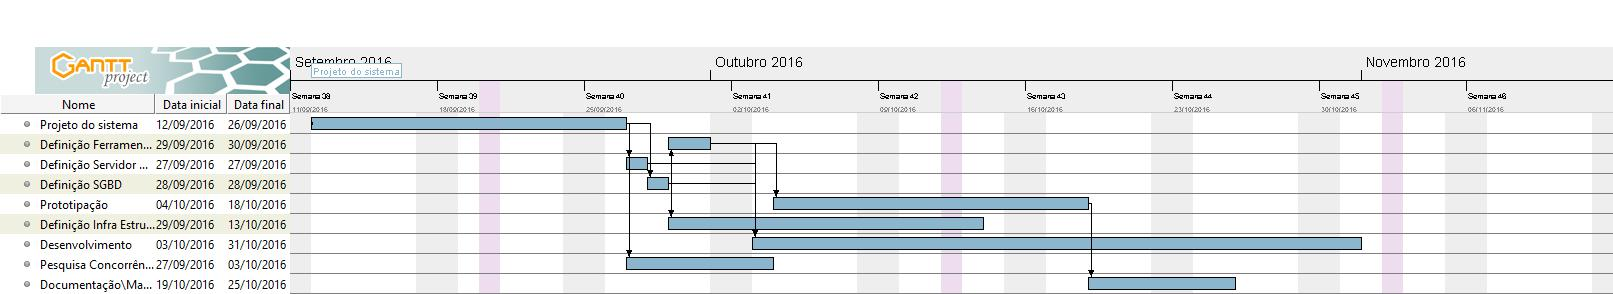 GANTT
project
Setembro 2016 Outubro 2016 Novembro 2016
Projeto do sistema
Nome Data inicial Data final
Semana 38 Semana 39 Semana 40 Semana 41 Semana 42 Semana 43 Semana 44 Semana 45 Semana 46
11/09/2016 18/09/2016 25/09/2016 02/10/2016 09/10/2016 16/10/2016 23/10/2016 30/10/2016 06/11/2016
Projeto do sistema 12/09/2016 26/09/2016
Definição Ferramen... 29/09/2016 30/09/2016
Definição Servidor ... 27/09/2016 27/09/2016
Definição SGBD 28/09/2016 28/09/2016
Prototipação 04/10/2016 18/10/2016
Definição Infra Estru... 29/09/2016 13/10/2016
Desenvolvimento 03/10/2016 31/10/2016
Pesquisa Concorrên... 27/09/2016 03/10/2016
Documentação\Ma... 19/10/2016 25/10/2016